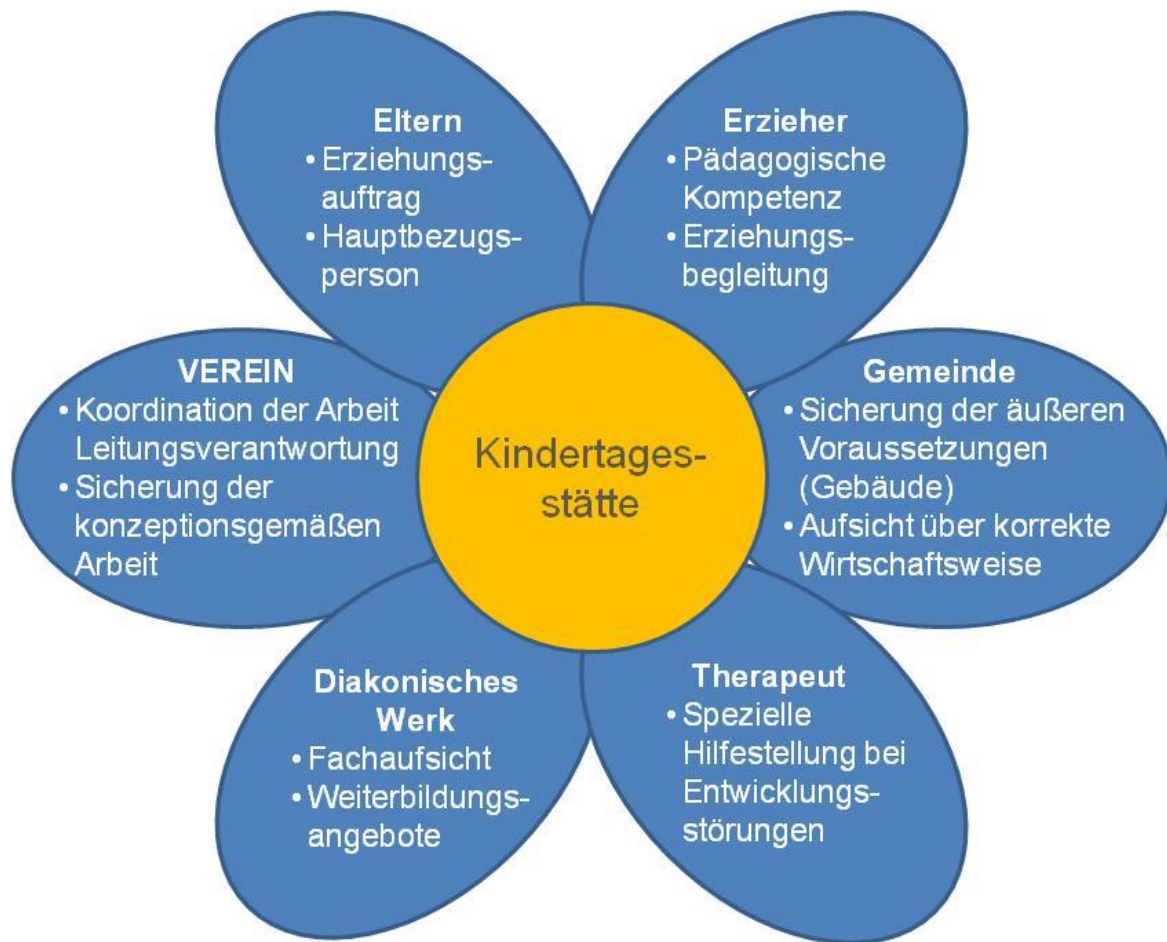 Eltern
• Erziehungs-
auftrag
• Hauptbezugs-
person
Erzieher
• Pädagogische
Kompetenz
• Erziehungs-
begleitung
VEREIN
• Koordination der Arbeit
Leitungsverantwortung
• Sicherung der
konzeptionsgemäßen
Arbeit
Kindertages-
stätte
Gemeinde
• Sicherung der äußeren
Voraussetzungen
(Gebäude)
• Aufsicht über korrekte
Wirtschaftsweise
Diakonisches
Werk
• Fachaufsicht
• Weiterbildungs-
angebote
Therapeut
• Spezielle
Hilfestellung bei
Entwicklungs-
störungen